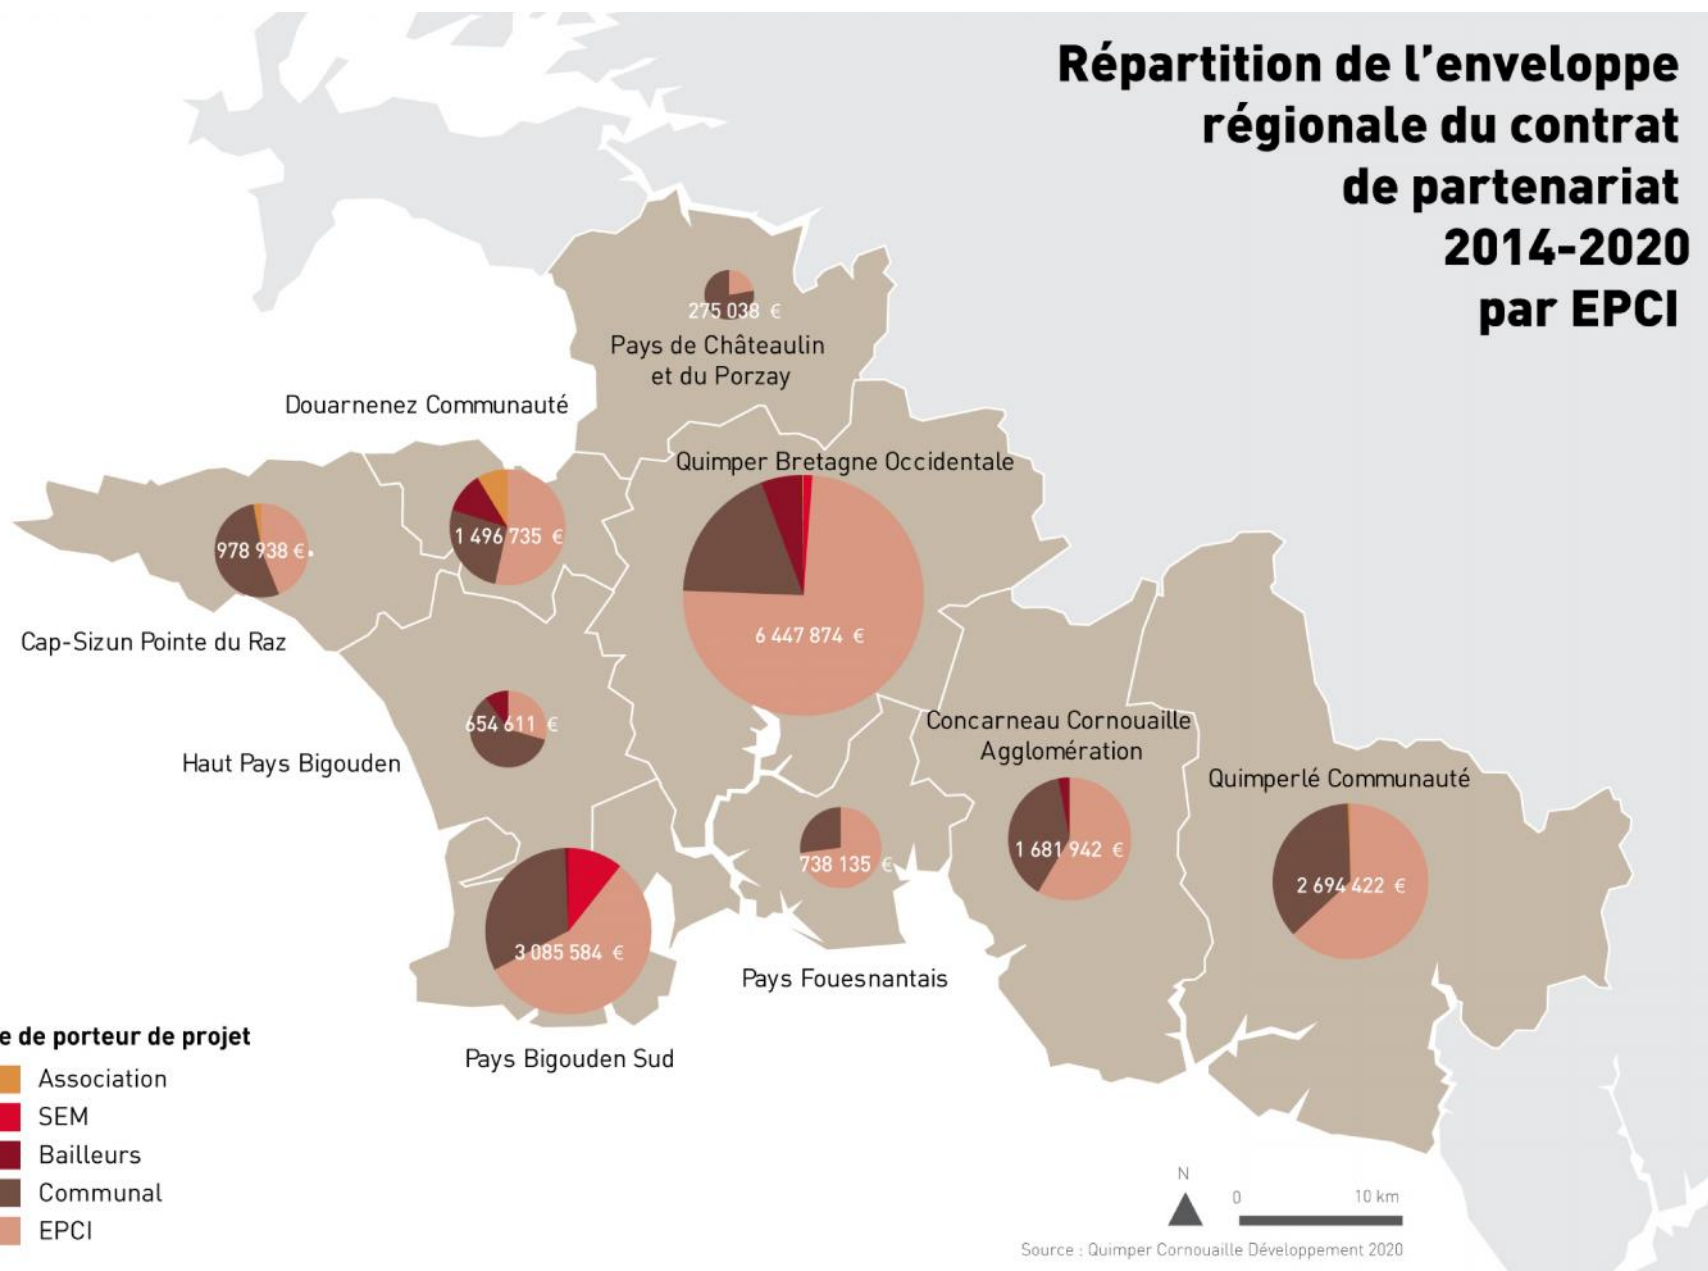 Répartition de l'enveloppe
régionale du contrat
de partenariat
2014-2020
par EPCI
275 038 €
Pays de Châteaulin
et du Porzay
Douarnenez Communauté
Quimper Bretagne Occidentale
978 938 €
1 496 735 €
6 447 874 €
Cap-Sizun Pointe du Raz
654 611 €
Haut Pays Bigouden
Concarneau Cornouaille
Agglomération
Quimperlé Communauté
738 135 €
1 681 942 €
2 694 422 €
3 085 584 €
Pays Fouesnantais
Pays Bigouden Sud
e de porteur de projet
Association
SEM
Bailleurs
Communal
EPCI
N
0 10 km
Source : Quimper Cornouaille Développement 2020